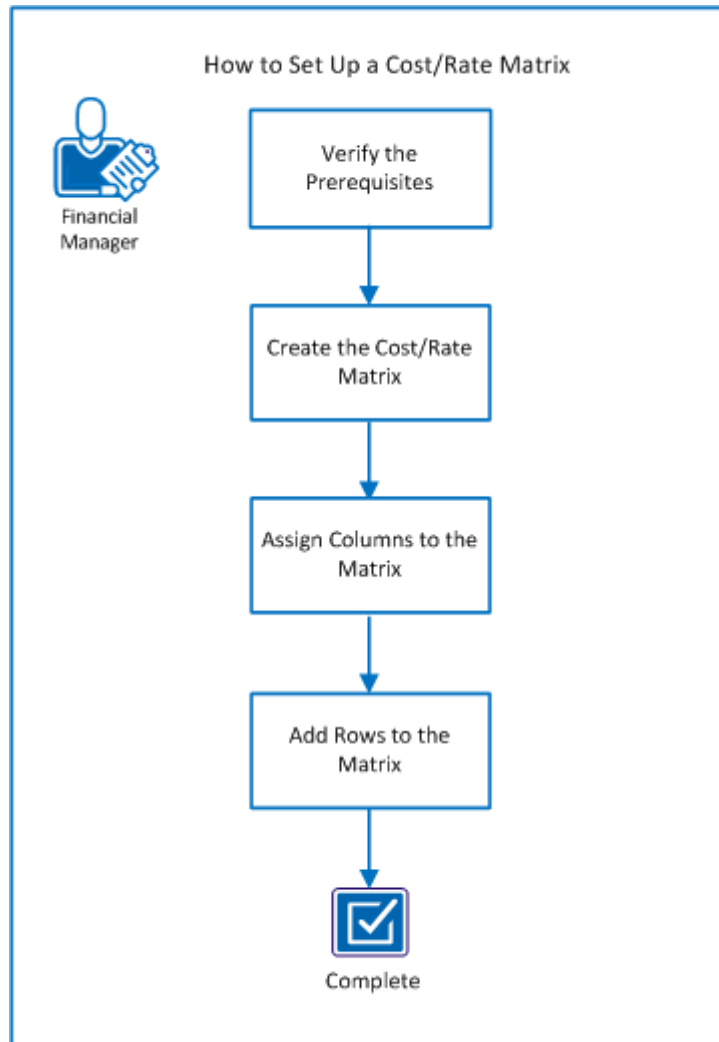 How to Set Up a Cost/Rate Matrix
Financial
Manager
Verify the
Prerequisites
Create the Cost/Rate
Matrix
Assign Columns to the
Matrix
Add Rows to the
Matrix
Complete